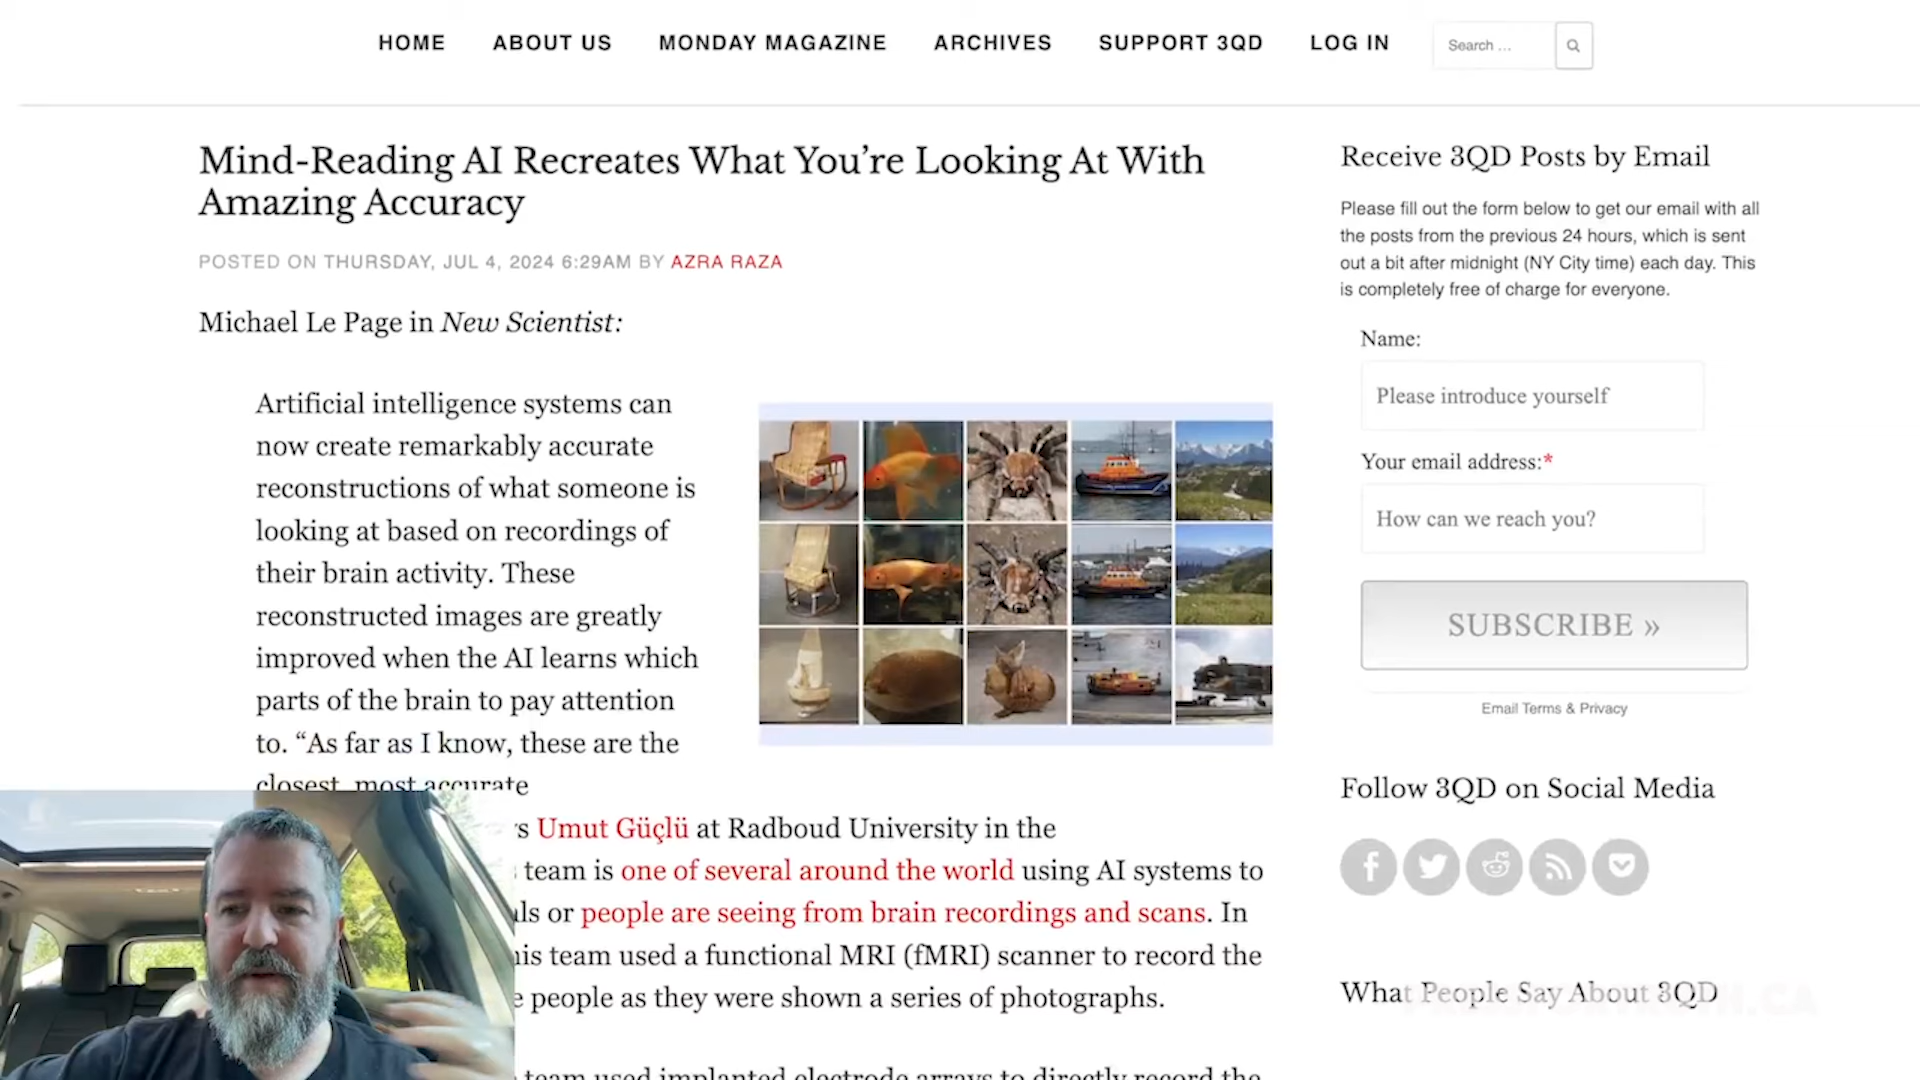 HOME ABOUT US MONDAY MAGAZINE ARCHIVES SUPPORT 3QD LOG IN Search ...
Mind-Reading AI Recreates What You're Looking At With
Amazing Accuracy
POSTED ON THURSDAY, JUL 4, 2024 6:29AM BY AZRA RAZA
Michael Le Page in New Scientist:
Artificial intelligence systems can
now create remarkably accurate
reconstructions of what someone is
looking at based on recordings of
their brain activity. These
reconstructed images are greatly
improved when the AI learns which
parts of the brain to pay attention
to. “As far as I know, these are the
closest, most accurate
Umut Güçlü at Radboud University in the
team is one of several around the world using AI systems to
or people are seeing from brain recordings and scans. In
team used a functional MRI (fMRI) scanner to record the
people as they were shown a series of photographs.
team used implanted electrode arrays to directly record the
Receive 3QD Posts by Email
Please fill out the form below to get our email with all
the posts from the previous 24 hours, which is sent
out a bit after midnight (NY City time) each day. This
is completely free of charge for everyone.
Name:
Please introduce yourself
Your email address:*
How can we reach you?
SUBSCRIBE »
Email Terms & Privacy
Follow 3QD on Social Media
What People Say About 3QD